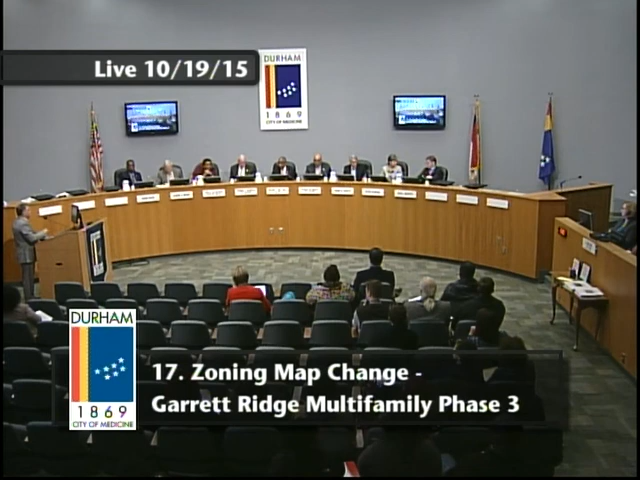 Live 10/19/15
DURHAM
1869
CITY OF MEDICINE
DURHAM
1869
CITY OF MEDICINE
17. Zoning Map Change -
Garrett Ridge Multifamily Phase 3